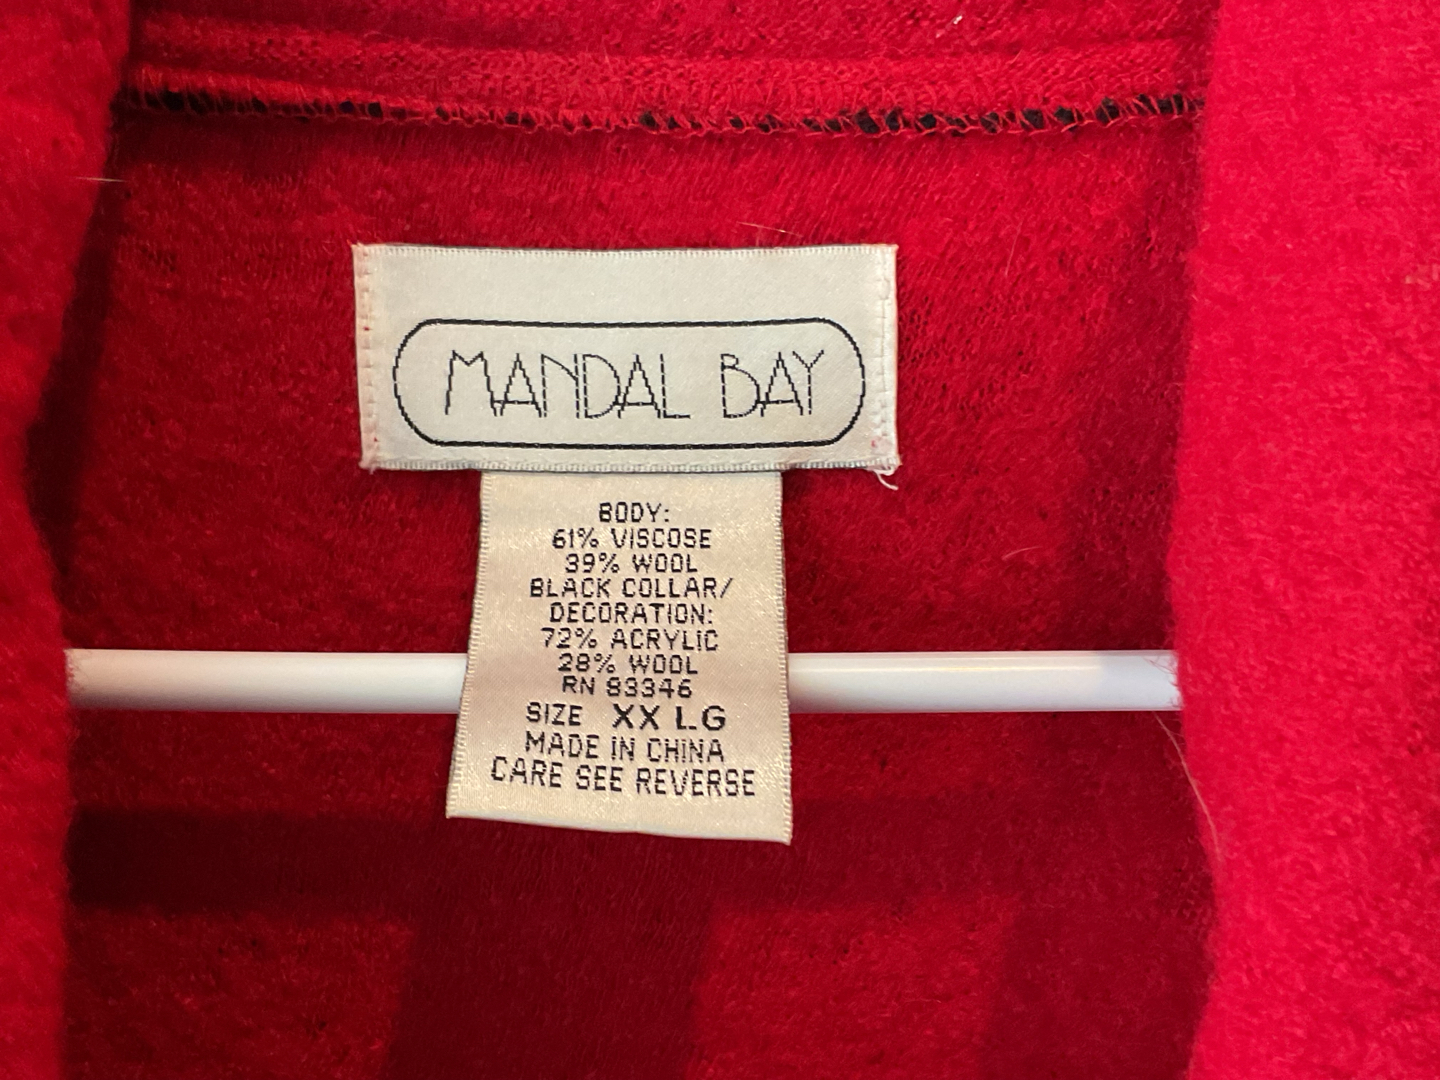 MANDAL BAY
BODY:
61% VISCOSE
39% WOOL
BLACK COLLAR/
DECORATION:
72% ACRYLIC
28% WOOL
RN 83346
SIZE XX LG
MADE IN CHINA
CARE SEE REVERSE